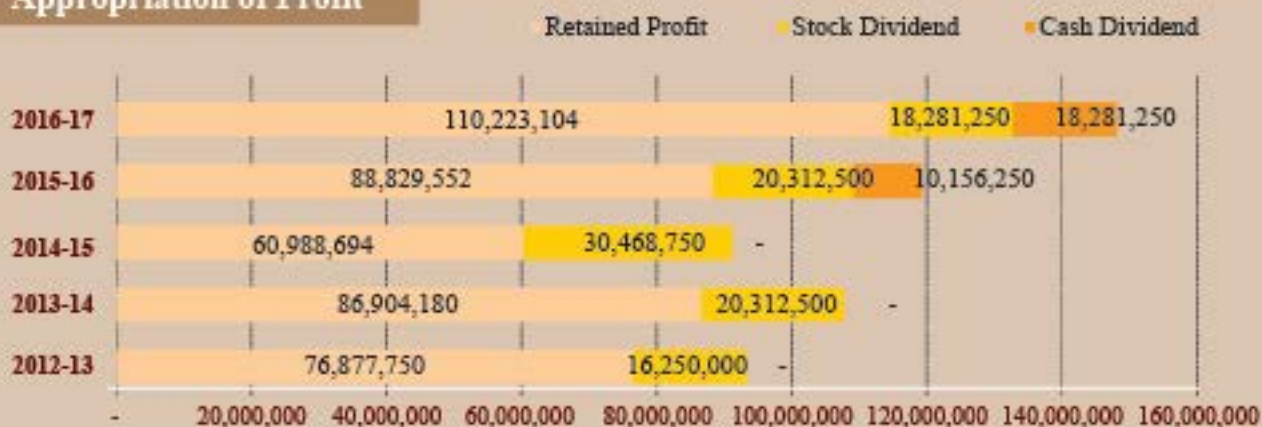 Appropriation of Profit
Retained Profit Stock Dividend Cash Dividend
2016-17 110,223,104 18,281,250 18,281,250
2015-16 88,829,552 20,312,500 10,156,250
2014-15 60,988,694 30,468,750 -
2013-14 86,904,180 20,312,500 -
2012-13 76,877,750 16,250,000 -
- 20,000,000 40,000,000 60,000,000 80,000,000 100,000,000 120,000,000 140,000,000 160,000,000